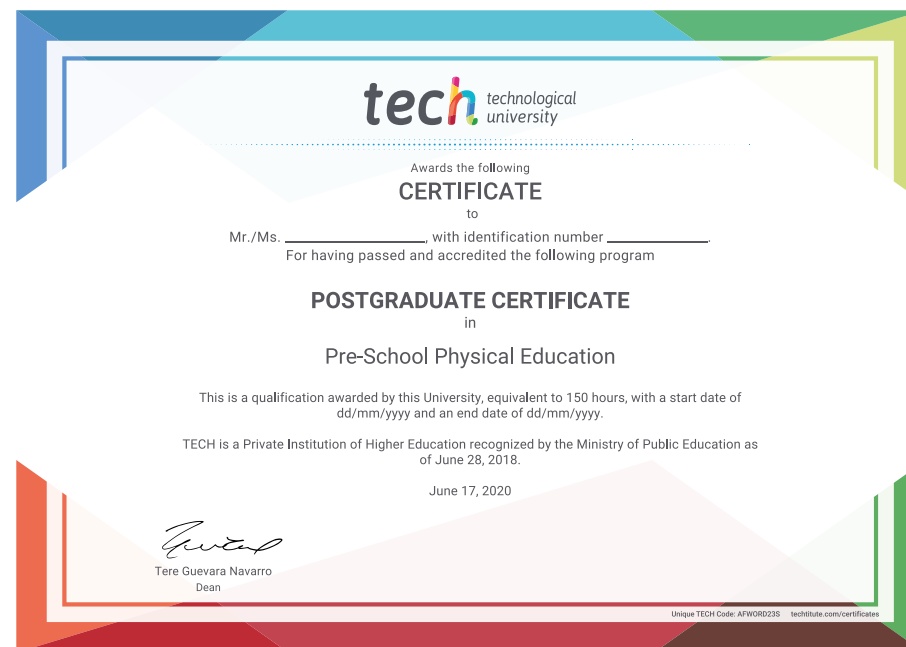 tech technological
university
Awards the following
CERTIFICATE
to
Mr./Ms. ____________________, with identification number ______________.
For having passed and accredited the following program
POSTGRADUATE CERTIFICATE
in
Pre-School Physical Education
This is a qualification awarded by this University, equivalent to 150 hours, with a start date of
dd/mm/yyyy and an end date of dd/mm/yyyy.
TECH is a Private Institution of Higher Education recognized by the Ministry of Public Education as
of June 28, 2018.
June 17, 2020
Tere Guevara Navarro
Dean
Unique TECH Code: AFWORD23S techtitute.com/certificates